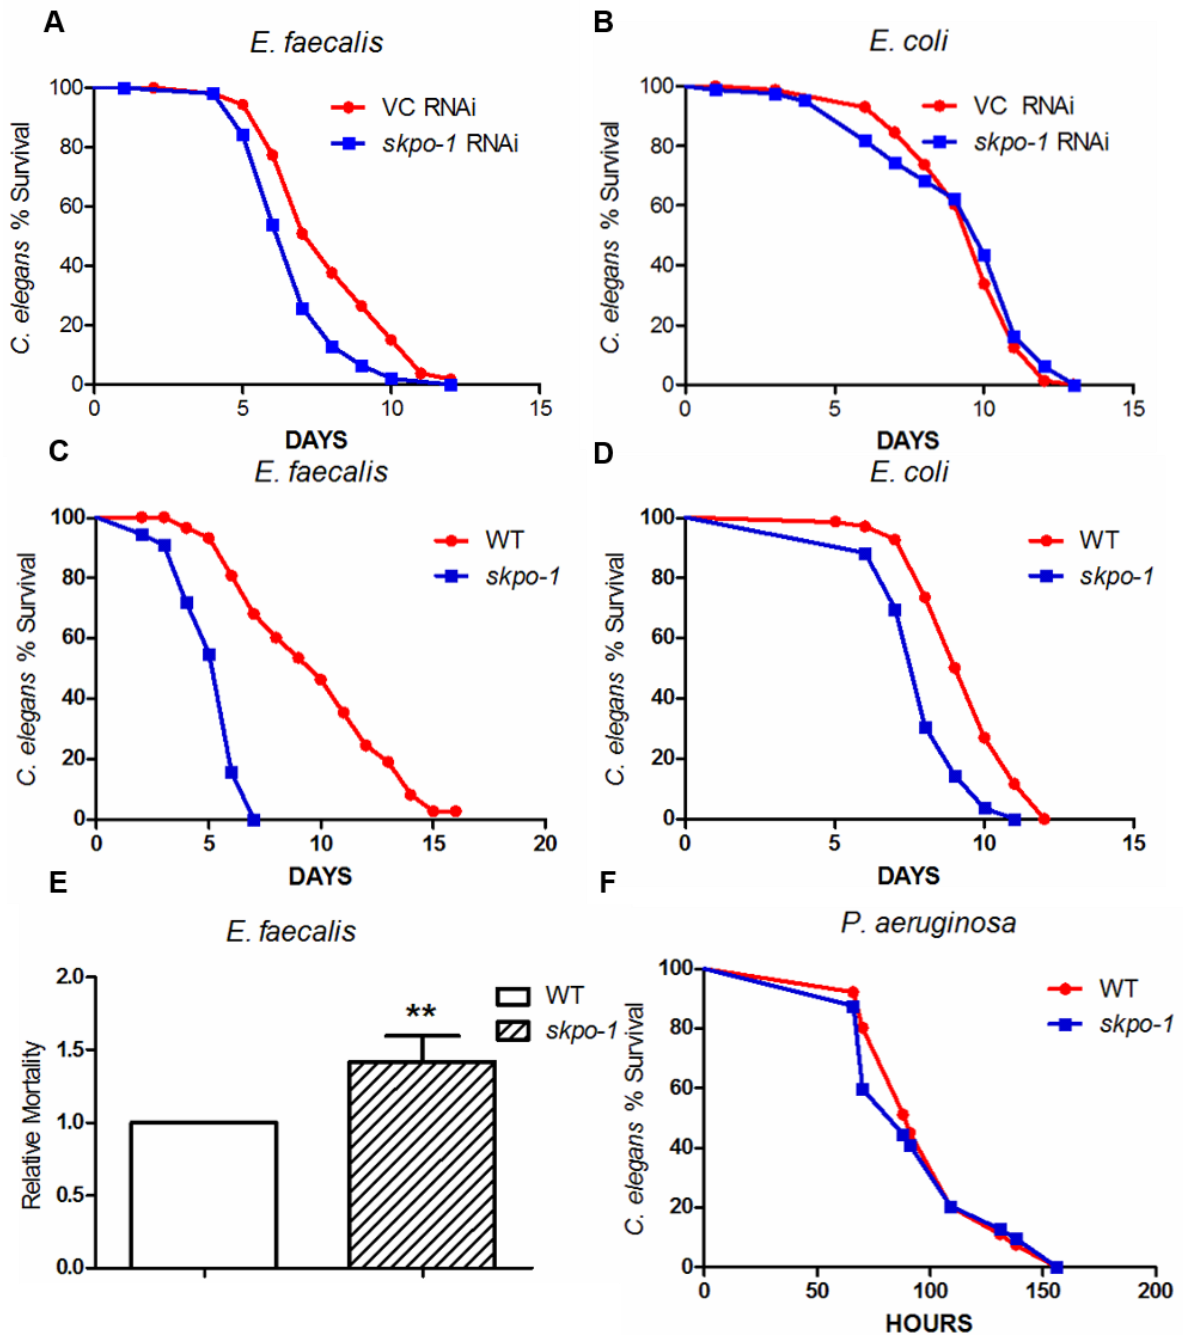 A
E. faecalis
C. elegans % Survival
100
80
60
40
20
0
0 5 10 15
DAYS
VC RNAi
skpo-1 RNAi
B
E. coli
C. elegans % Survival
100
80
60
40
20
0
0 5 10 15
DAYS
VC RNAi
skpo-1 RNAi
C
E. faecalis
C. elegans % Survival
100
80
60
40
20
0
0 5 10 15 20
DAYS
WT
skpo-1
D
E. coli
C. elegans % Survival
100
80
60
40
20
0
0 5 10 15
DAYS
WT
skpo-1
E
E. faecalis
Relative Mortality
2.0
1.5
1.0
0.5
0.0
**
WT
skpo-1
F
P. aeruginosa
C. elegans % Survival
100
80
60
40
20
0
0 50 100 150 200
HOURS
WT
skpo-1